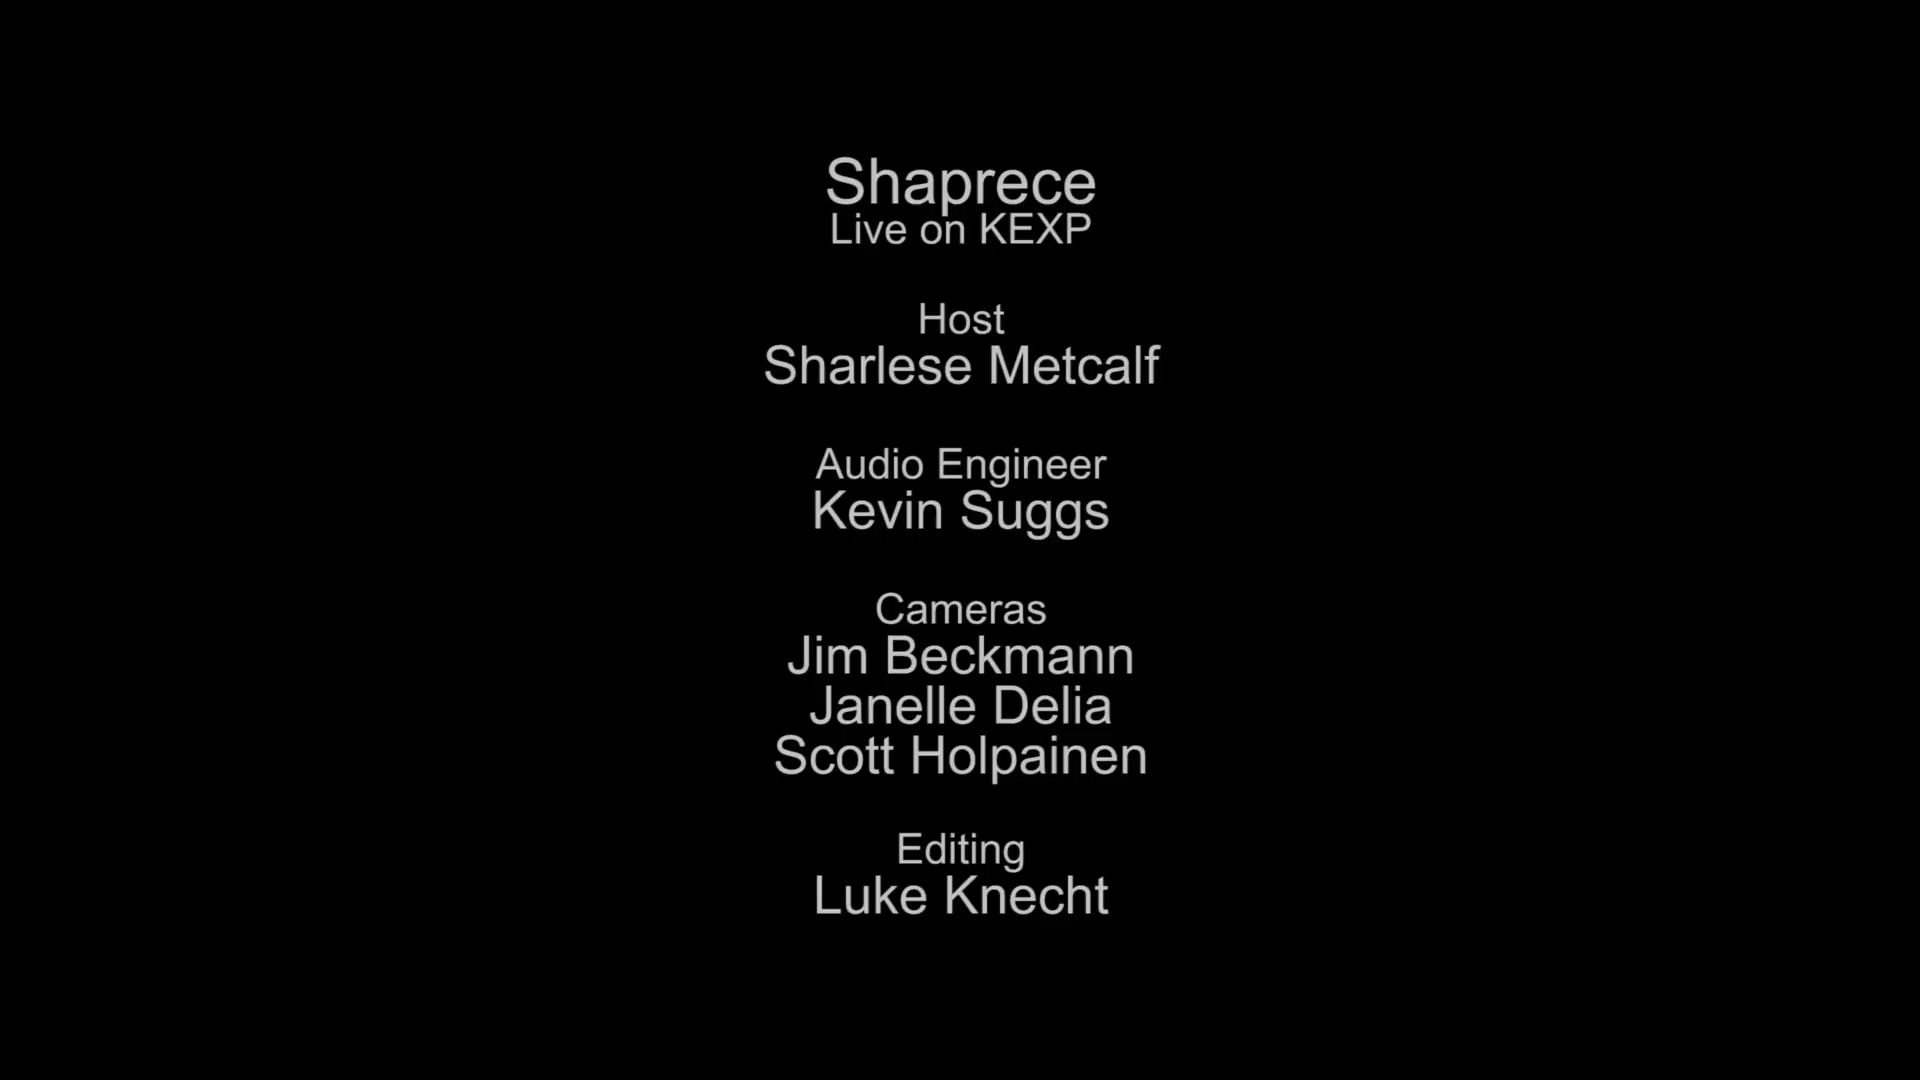 Shaprece
Live on KEXP
Host
Sharlese Metcalf
Audio Engineer
Kevin Suggs
Cameras
Jim Beckmann
Janelle Delia
Scott Holpainen
Editing
Luke Knecht